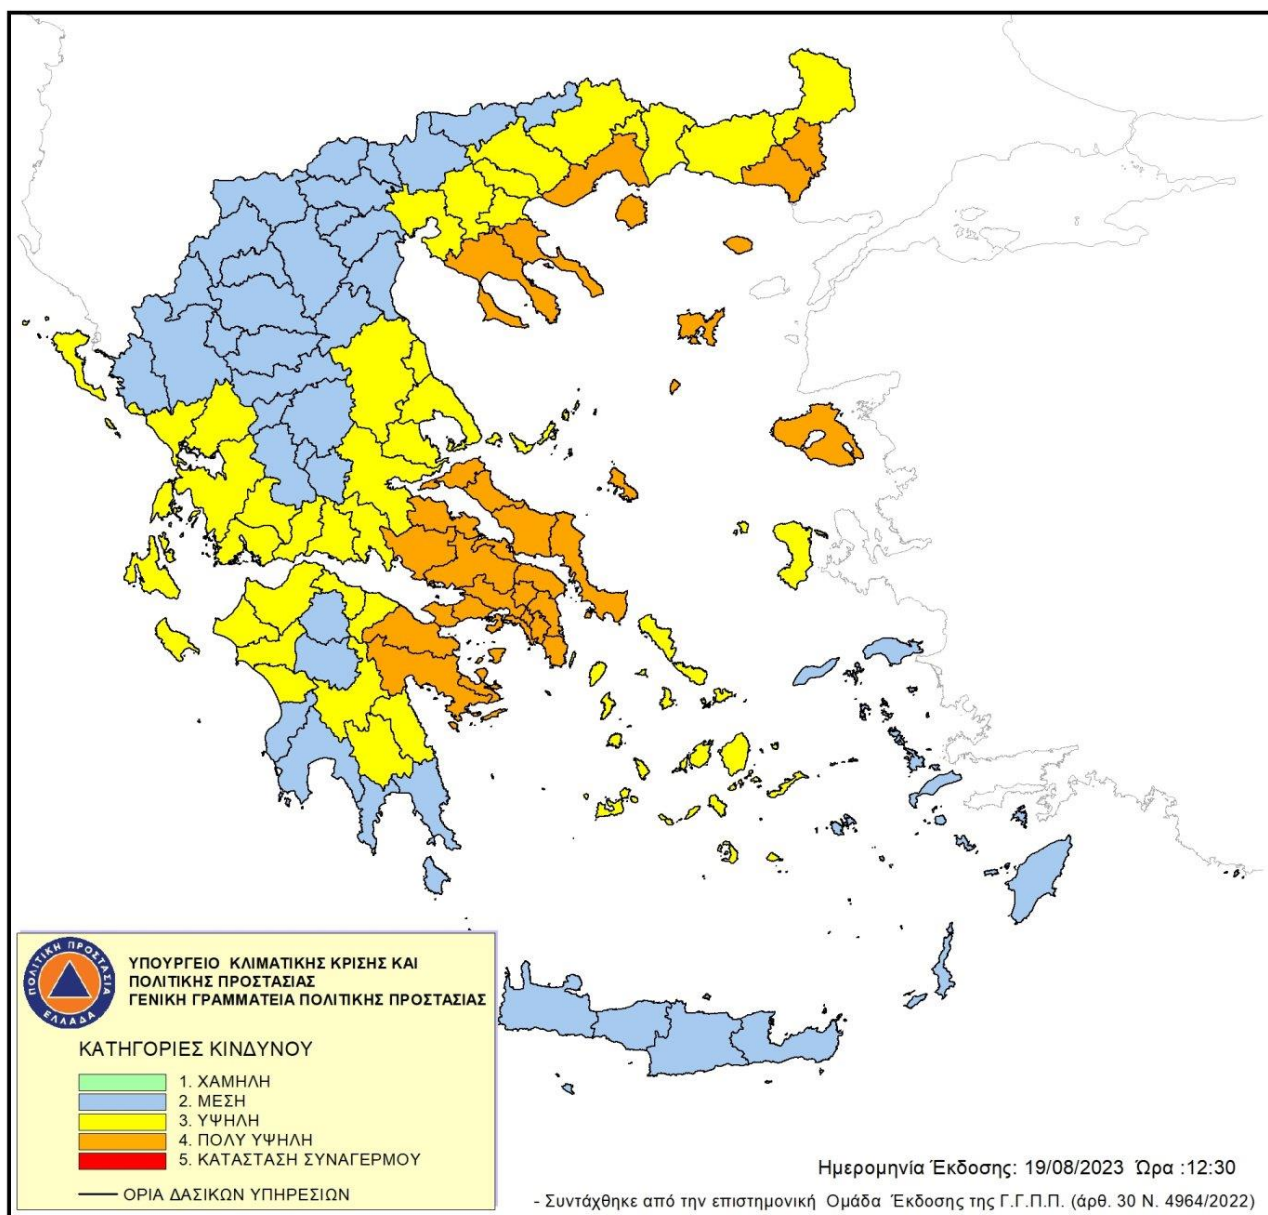 ΠΟΛΙΤΙΚΗ ΠΡΟΣΤΑΣΙΑ
ΕΛΛΑΔΑ
ΥΠΟΥΡΓΕΙΟ ΚΛΙΜΑΤΙΚΗΣ ΚΡΙΣΗΣ ΚΑΙ
ΠΟΛΙΤΙΚΗΣ ΠΡΟΣΤΑΣΙΑΣ
ΓΕΝΙΚΗ ΓΡΑΜΜΑΤΕΙΑ ΠΟΛΙΤΙΚΗΣ ΠΡΟΣΤΑΣΙΑΣ
ΚΑΤΗΓΟΡΙΕΣ ΚΙΝΔΥΝΟΥ
1. ΧΑΜΗΛΗ
2. ΜΕΣΗ
3. ΥΨΗΛΗ
4. ΠΟΛΥ ΥΨΗΛΗ
5. ΚΑΤΑΣΤΑΣΗ ΣΥΝΑΓΕΡΜΟΥ
ΟΡΙΑ ΔΑΣΙΚΩΝ ΥΠΗΡΕΣΙΩΝ
Ημερομηνία Έκδοσης: 19/08/2023 Ώρα :12:30
- Συντάχθηκε από την επιστημονική Ομάδα Έκδοσης της Γ.Γ.Π.Π. (άρθ. 30 Ν. 4964/2022)